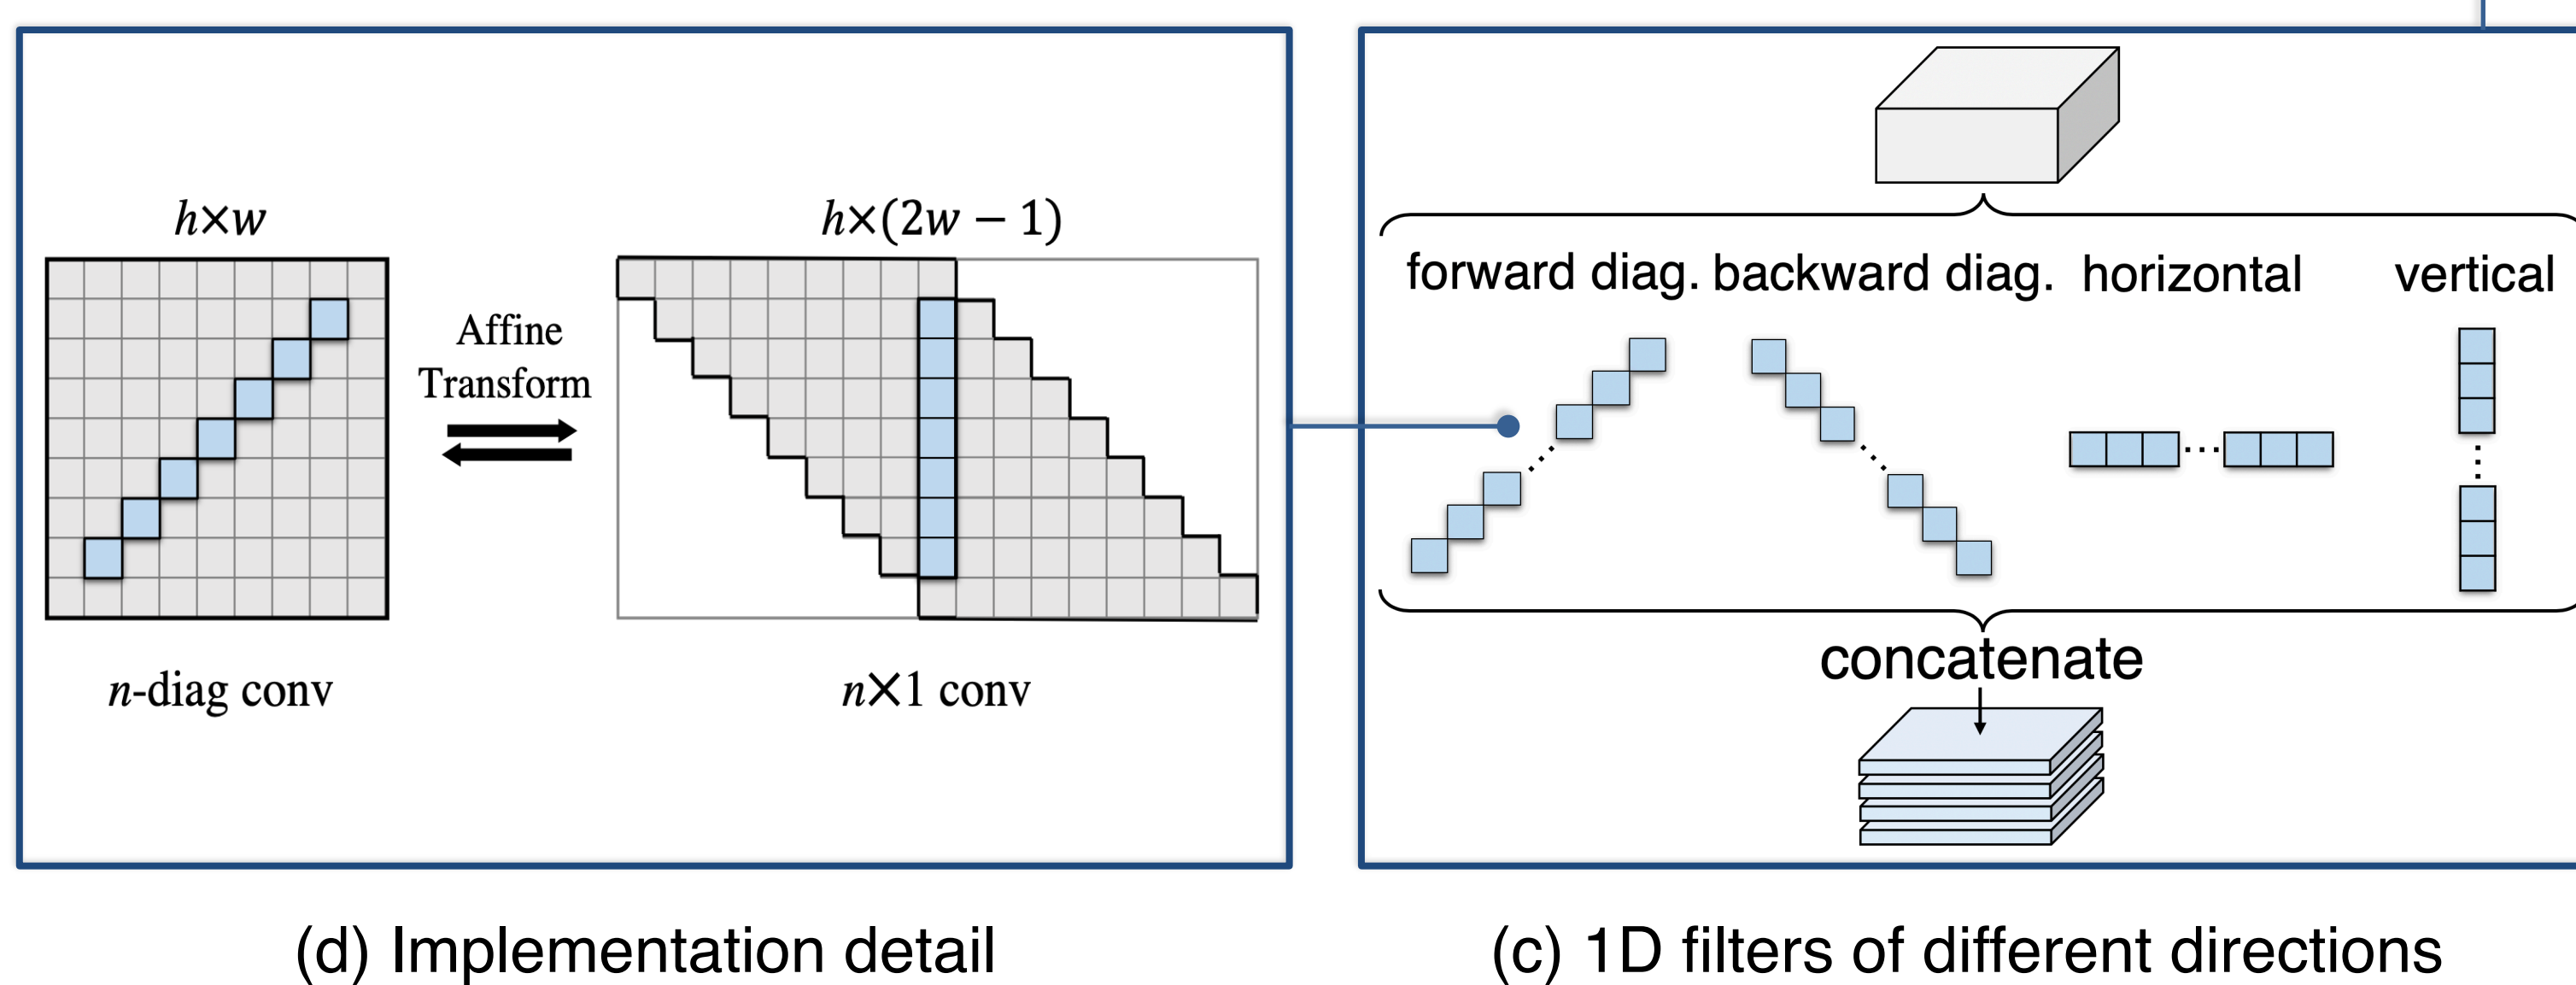 h×w
h×(2w − 1)
Affine
Transform
n-diag conv
n×1 conv
(d) Implementation detail
forward diag. backward diag. horizontal vertical
concatenate
(c) 1D filters of different directions